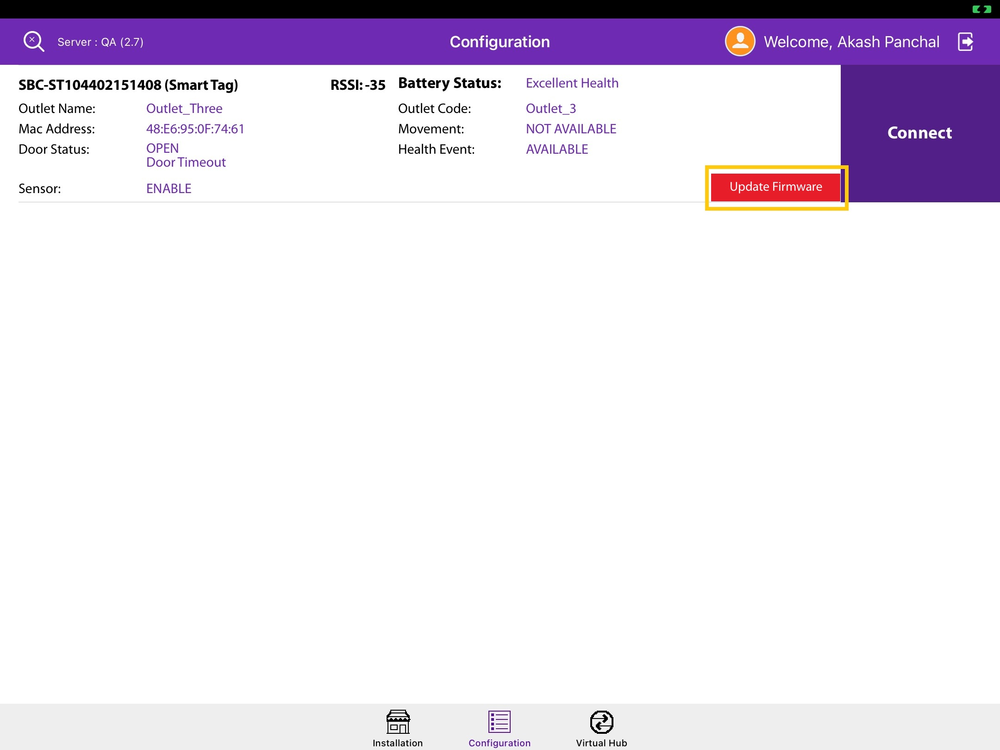 Server : QA (2.7)
Configuration
Welcome, Akash Panchal
SBC-ST104402151408 (Smart Tag)
RSSI: -35
Battery Status:
Excellent Health
Outlet Name:
Outlet_Three
Outlet Code:
Outlet_3
Mac Address:
48:E6:95:0F:74:61
Movement:
NOT AVAILABLE
Door Status:
OPEN
Door Timeout
Health Event:
AVAILABLE
Connect
Sensor:
ENABLE
Update Firmware
Installation
Configuration
Virtual Hub